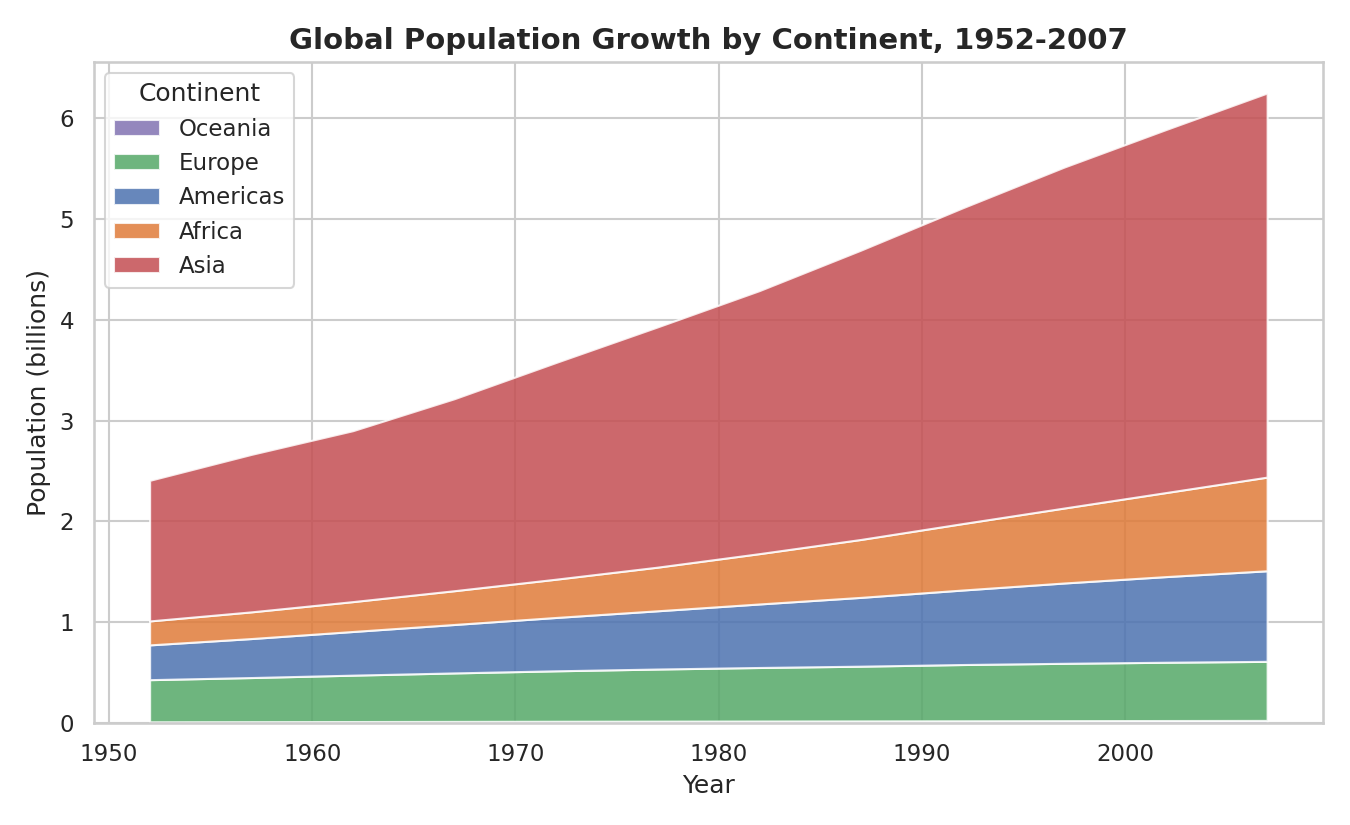 Global Population Growth by Continent, 1952-2007
Continent
Oceania
Europe
Americas
Africa
Asia
Population (billions)
6
5
4
3
2
1
0
1950 1960 1970 1980 1990 2000
Year